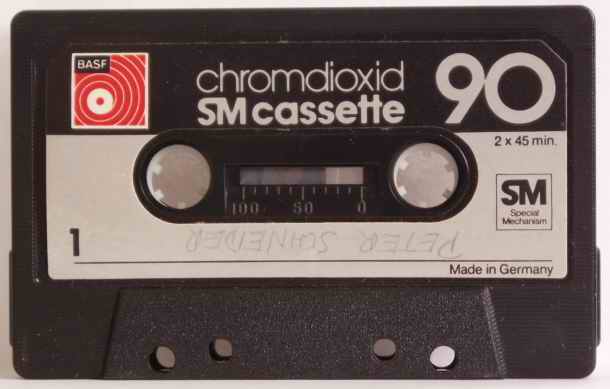 BASF
chromdioxid
SM cassette
90
2 x 45 min.
SM
Special
Mechanism
100 50 0
PETER SCHNEIDER
1
Made in Germany